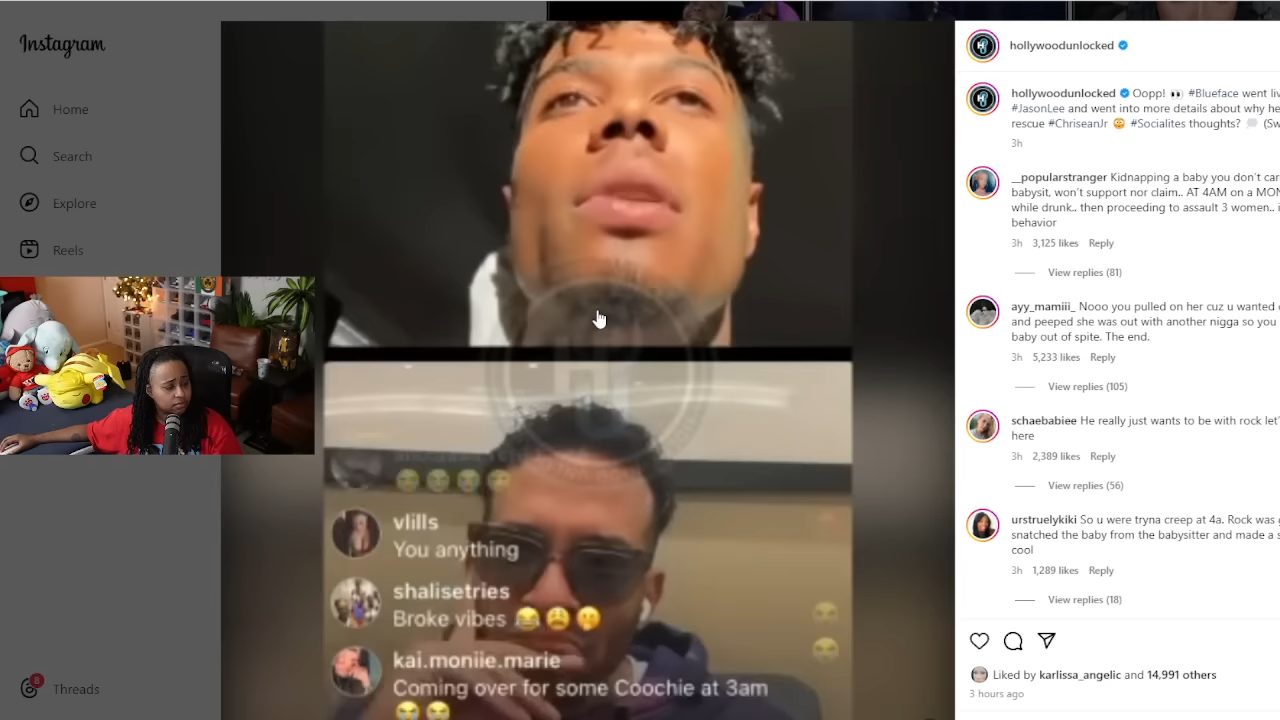 Instagram
Home
Search
Explore
Reels
8
Threads
H
vlills
You anything
shalisetries
Broke vibes 😂😩🤭
kai.moniie.marie
Coming over for some Coochie at 3am
😭😭
hollywoodunlocked
hollywoodunlocked Oopp! 👀 #Blueface went
#JasonLee and went into more details about why
rescue #ChriseanJr 😳 #Socialites thoughts? 💭
3h
__popularstranger Kidnapping a baby you don't
babysit, won't support nor claim.. AT 4AM on a
while drunk.. then proceeding to assault 3 women..
behavior
3h 3,125 likes Reply
View replies (81)
ayy_mamiii_ Nooo you pulled on her cuz u wanted
and peeped she was out with another nigga so you
baby out of spite. The end.
3h 5,233 likes Reply
View replies (105)
schaebabiee He really just wants to be with rock
here
3h 2,389 likes Reply
View replies (56)
urstruelykiki So u were tryna creep at 4a. Rock was
snatched the baby from the babysitter and made a
cool
3h 1,289 likes Reply
View replies (18)
Liked by karlissa_angelic and 14,991 others
3 hours ago